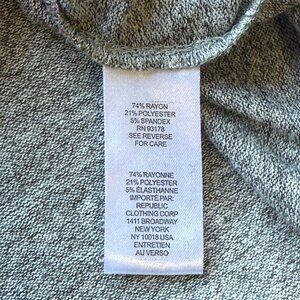 74% RAYON
21% POLYESTER
5% SPANDEX
RN 93178
SEE REVERSE
FOR CARE
74% RAYONNE
21% POLYESTER
5% ELASTHANNE
IMPORTÉ PAR:
REPUBLIC
CLOTHING CORP
1411 BROADWAY
NEW YORK
NY 10018 USA
ENTRETIEN
AU VERSO